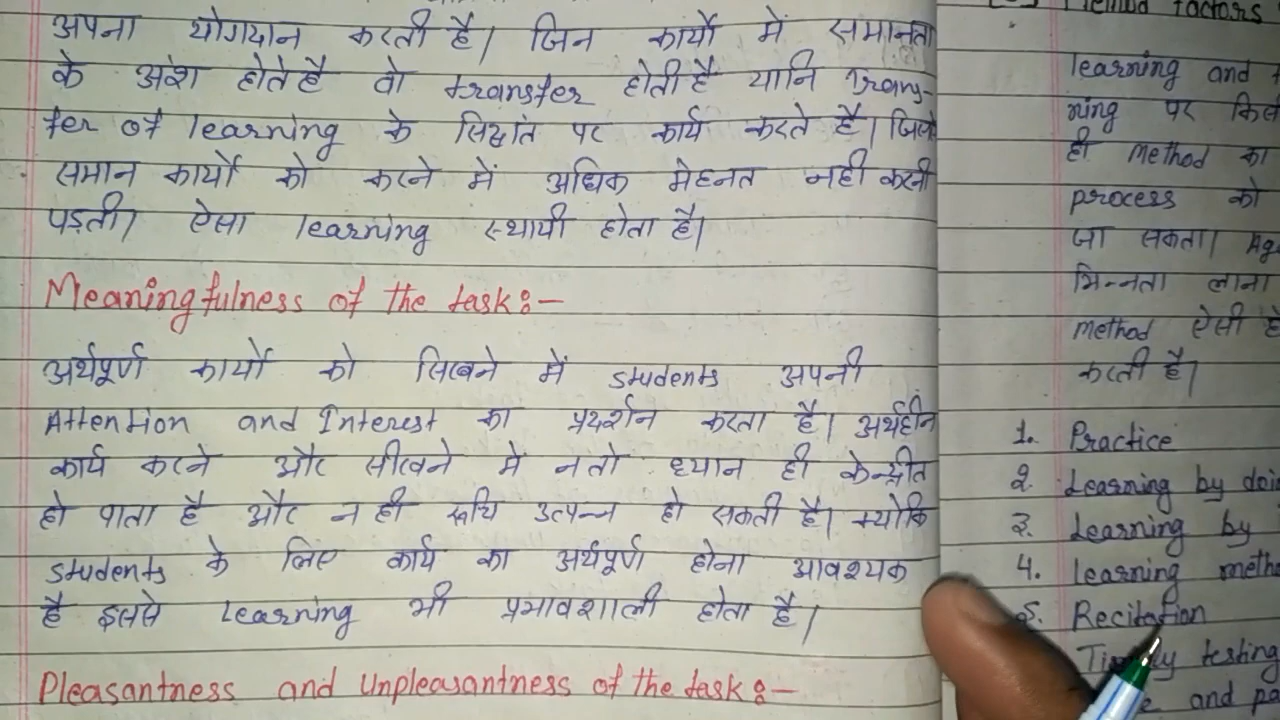 अपना योगदान करती है। जिन कार्यो में समानता
के अंश होते है वो transfer होती है यानि trans-
fer of learning के सिद्वांत पर कार्य करते है। जिससे
समान कार्यो को करने में अधिक मेहनत नही करनी
पड़ती। ऐसा learning स्थायी होता है।
Meaningfulness of the task:-
अर्थपूर्ण कार्यो को सिखने में students अपनी
Attention and Interest का प्रदर्शन करता है। अर्थहीन
कार्य करने और सीखने मे न तो ध्यान ही केन्द्रीत
हो पाता है और न ही रूचि उत्पन्न हो सकती है। क्योकि
students के लिए कार्य का अर्थपूर्ण होना आवश्यक
है इससे Learning भी प्रभावशाली होता है।
Pleasantness and Unpleasantness of the task:-
factors
learning and
ning पर
ही method का
process को
जा सकता।
भिन्नता लाना
method ऐसी
करती है।
1. Practice
2. Learning by
3. Learning by
4. learning
5. Recitation
testing
and